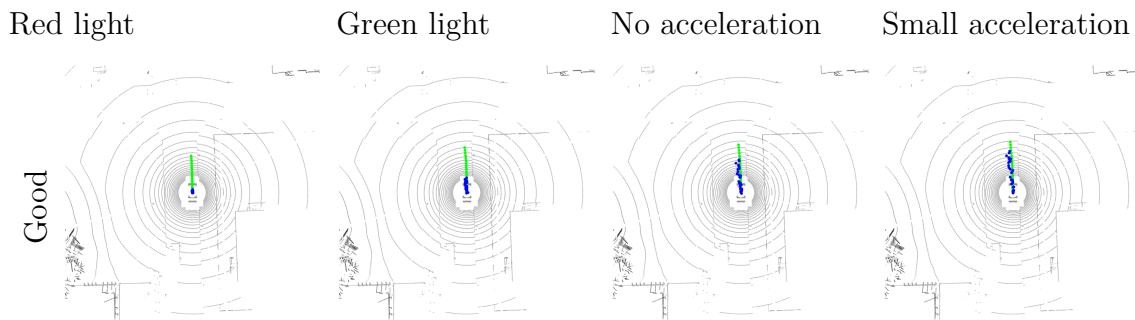 Red light
Green light
No acceleration
Small acceleration
Good